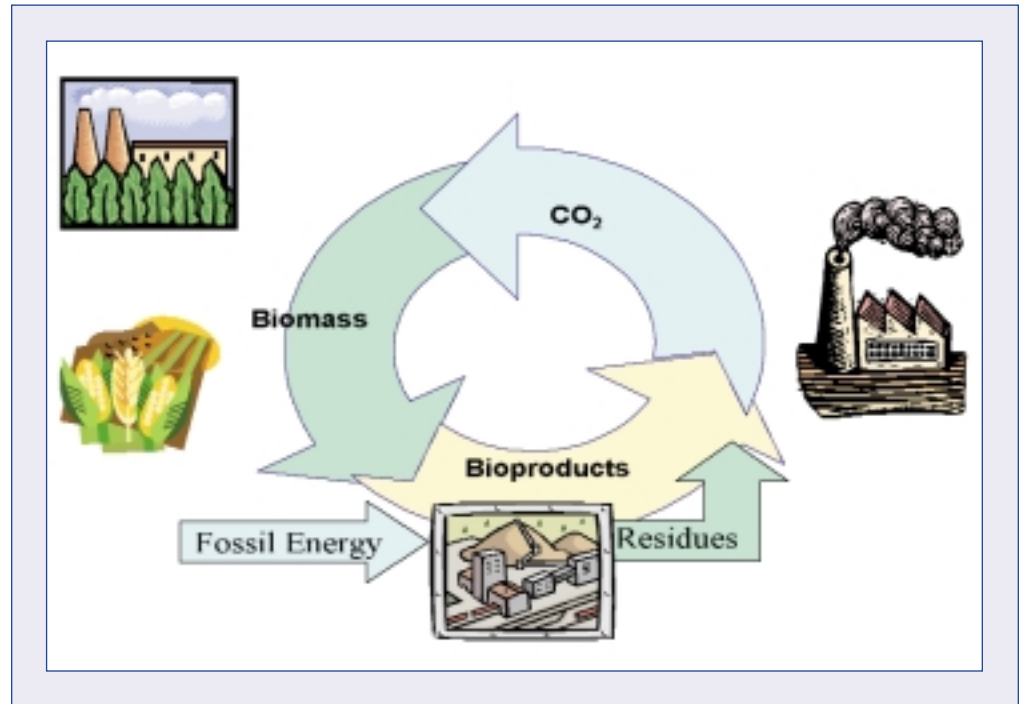 CO₂
Biomass
Bioproducts
Fossil Energy
Residues